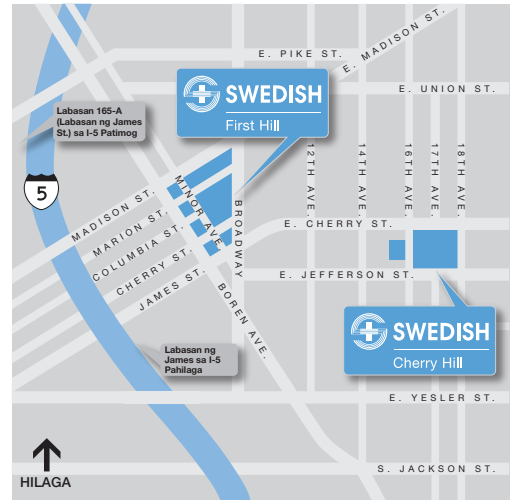 E. PIKE ST.
E. MADISON ST.
E. UNION ST.
SWEDISH
First Hill
Labasan 165-A
(Labasan ng James
St.) sa I-5 Patimog
5
12TH AVE.
14TH AVE.
16TH AVE.
17TH AVE.
18TH AVE.
MADISON ST.
MARION ST.
COLUMBIA ST.
CHERRY ST.
JAMES ST.
MINOR AVE.
BROADWAY
BOREN AVE.
E. CHERRY ST.
E. JEFFERSON ST.
SWEDISH
Cherry Hill
Labasan ng
James sa I-5
Pahilaga
E. YESLER ST.
S. JACKSON ST.
HILAGA